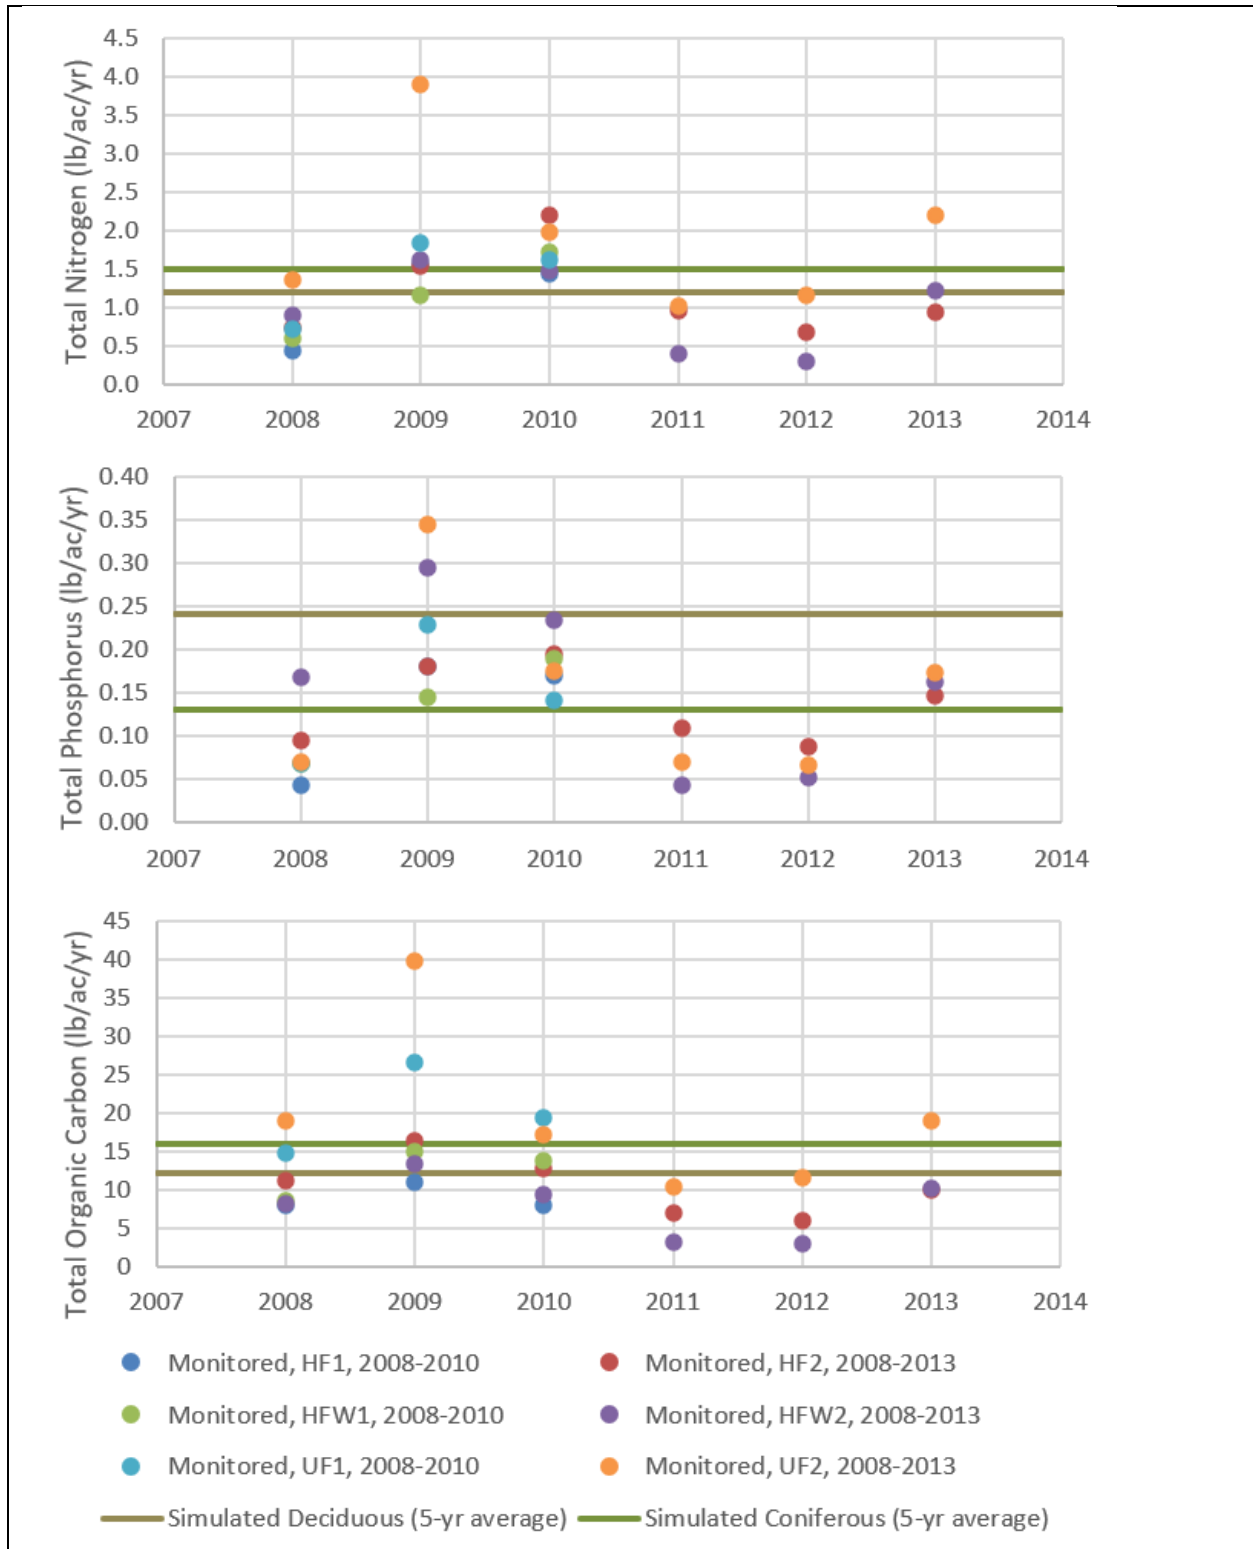 Total Nitrogen (lb/ac/yr)
4.5
4.0
3.5
3.0
2.5
2.0
1.5
1.0
0.5
0.0
2007 2008 2009 2010 2011 2012 2013 2014
Total Phosphorus (lb/ac/yr)
0.40
0.35
0.30
0.25
0.20
0.15
0.10
0.05
0.00
2007 2008 2009 2010 2011 2012 2013 2014
Total Organic Carbon (lb/ac/yr)
45
40
35
30
25
20
15
10
5
0
2007 2008 2009 2010 2011 2012 2013 2014
Monitored, HF1, 2008-2010 Monitored, HF2, 2008-2013
Monitored, HFW1, 2008-2010 Monitored, HFW2, 2008-2013
Monitored, UF1, 2008-2010 Monitored, UF2, 2008-2013
Simulated Deciduous (5-yr average) Simulated Coniferous (5-yr average)